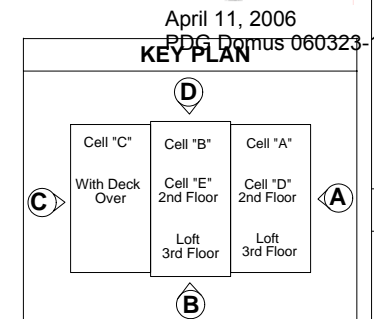 April 11, 2006
PDG Domus 060323-1
KEY PLAN
D
Cell "C"
With Deck
Over
Cell "B"
Cell "E"
2nd Floor
Loft
3rd Floor
Cell "A"
Cell "D"
2nd Floor
Loft
3rd Floor
C
A
B